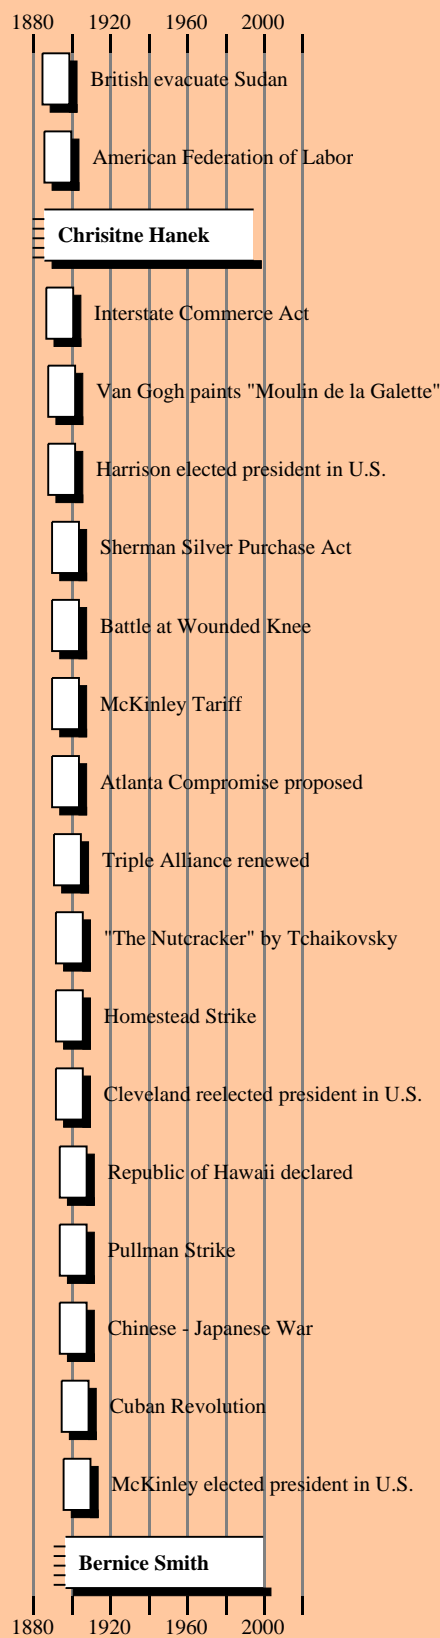 1880 1920 1960 2000
British evacuate Sudan
American Federation of Labor
Chrisitne Hanek
Interstate Commerce Act
Van Gogh paints "Moulin de la Galette"
Harrison elected president in U.S.
Sherman Silver Purchase Act
Battle at Wounded Knee
McKinley Tariff
Atlanta Compromise proposed
Triple Alliance renewed
"The Nutcracker" by Tchaikovsky
Homestead Strike
Cleveland reelected president in U.S.
Republic of Hawaii declared
Pullman Strike
Chinese - Japanese War
Cuban Revolution
McKinley elected president in U.S.
Bernice Smith
1880 1920 1960 2000